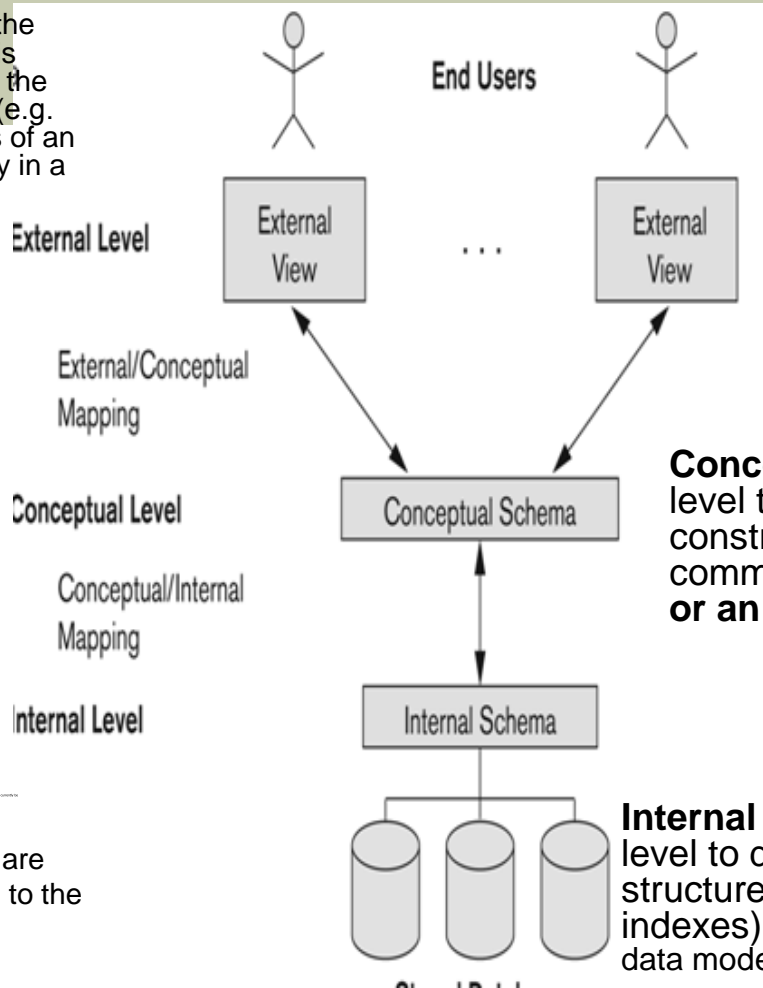 the
s
the
(e.g.
s of an
y in a
End Users
External Level
External
View
. . .
External
View
External/Conceptual
Mapping
Conceptual Level
Conceptual Schema
Conc
level t
constr
comm
or an
Conceptual/Internal
Mapping
Internal Level
Internal Schema
are
to the
Internal
level to d
structure
indexes)
data mode